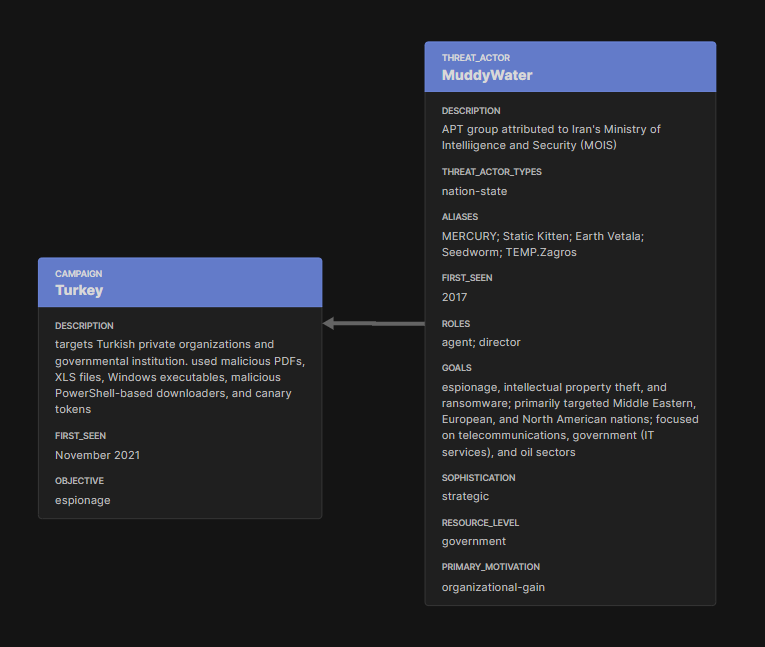 THREAT_ACTOR
MuddyWater
DESCRIPTION
APT group attributed to Iran's Ministry of
Intelliigence and Security (MOIS)
THREAT_ACTOR_TYPES
nation-state
ALIASES
MERCURY; Static Kitten; Earth Vetala;
Seedworm; TEMP.Zagros
FIRST_SEEN
2017
ROLES
agent; director
GOALS
espionage, intellectual property theft, and
ransomware; primarily targeted Middle Eastern,
European, and North American nations; focused
on telecommunications, government (IT
services), and oil sectors
SOPHISTICATION
strategic
RESOURCE_LEVEL
government
PRIMARY_MOTIVATION
organizational-gain
CAMPAIGN
Turkey
DESCRIPTION
targets Turkish private organizations and
governmental institution. used malicious PDFs,
XLS files, Windows executables, malicious
PowerShell-based downloaders, and canary
tokens
FIRST_SEEN
November 2021
OBJECTIVE
espionage